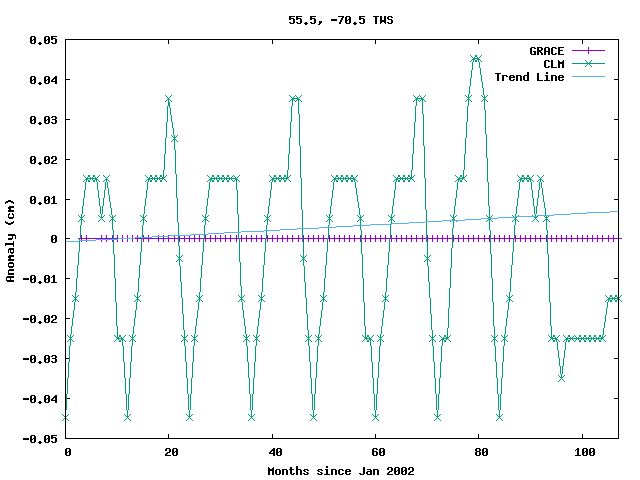 55.5, -70.5 TWS
GRACE
CLM
Trend Line
0.05
0.04
0.03
0.02
0.01
0
-0.01
-0.02
-0.03
-0.04
-0.05
Anomaly (cm)
0 20 40 60 80 100
Months since Jan 2002